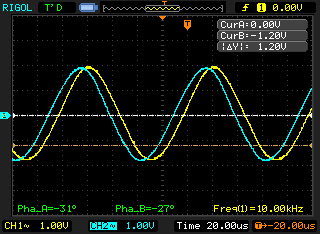 RIGOL T'D ƒ 1 0.00V
T
CurA=0.00V
CurB=-1.20V
|ΔY|= 1.20V
1
Pha_A=-31° Pha_B=-27° Freq(1)=10.00kHz
CH1~ 1.00V CH2~ 1.00V Time 20.00us T→-20.00us